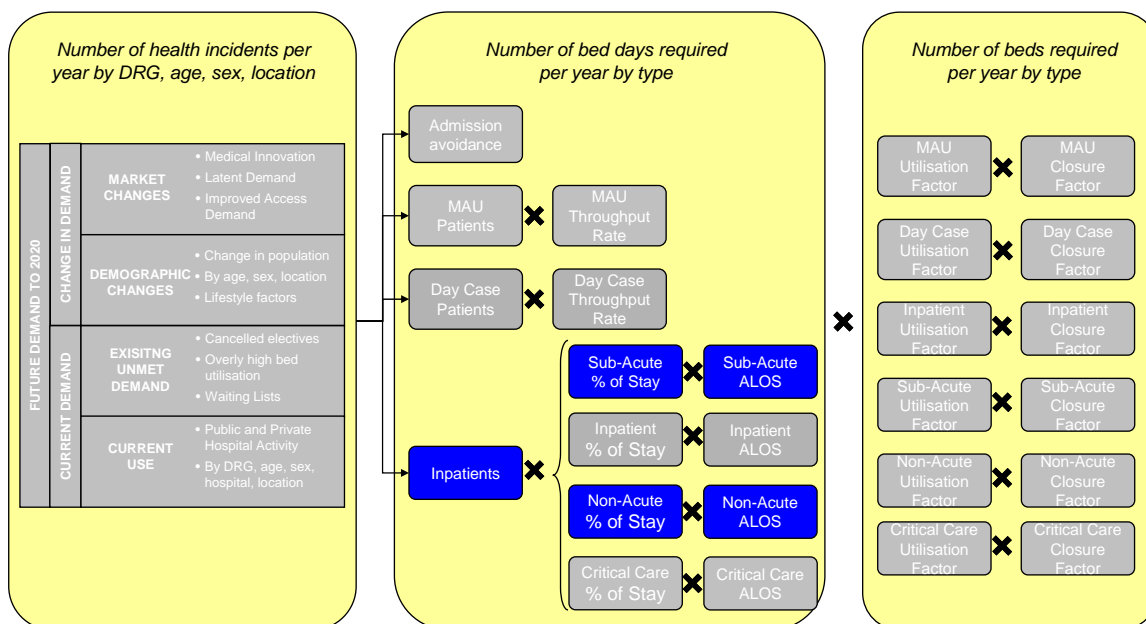 Number of health incidents per
year by DRG, age, sex, location
FUTURE DEMAND TO 2020
CHANGE IN DEMAND
MARKET
CHANGES
• Medical Innovation
• Latent Demand
• Improved Access
Demand
DEMOGRAPHIC
CHANGES
• Change in population
• By age, sex, location
• Lifestyle factors
CURRENT DEMAND
EXISITNG
UNMET
DEMAND
• Cancelled electives
• Overly high bed
utilisation
• Waiting Lists
CURRENT
USE
• Public and Private
Hospital Activity
• By DRG, age, sex,
hospital, location
Number of bed days required
per year by type
Admission
avoidance
MAU
Patients
MAU
Throughput
Rate
Day Case
Patients
Day Case
Throughput
Rate
Inpatients
Sub-Acute
% of Stay
Sub-Acute
ALOS
Inpatient
% of Stay
Inpatient
ALOS
Non-Acute
% of Stay
Non-Acute
ALOS
Critical Care
% of Stay
Critical Care
ALOS
Number of beds required
per year by type
MAU
Utilisation
Factor
MAU
Closure
Factor
Day Case
Utilisation
Factor
Day Case
Closure
Factor
Inpatient
Utilisation
Factor
Inpatient
Closure
Factor
Sub-Acute
Utilisation
Factor
Sub-Acute
Closure
Factor
Non-Acute
Utilisation
Factor
Non-Acute
Closure
Factor
Critical Care
Utilisation
Factor
Critical Care
Closure
Factor